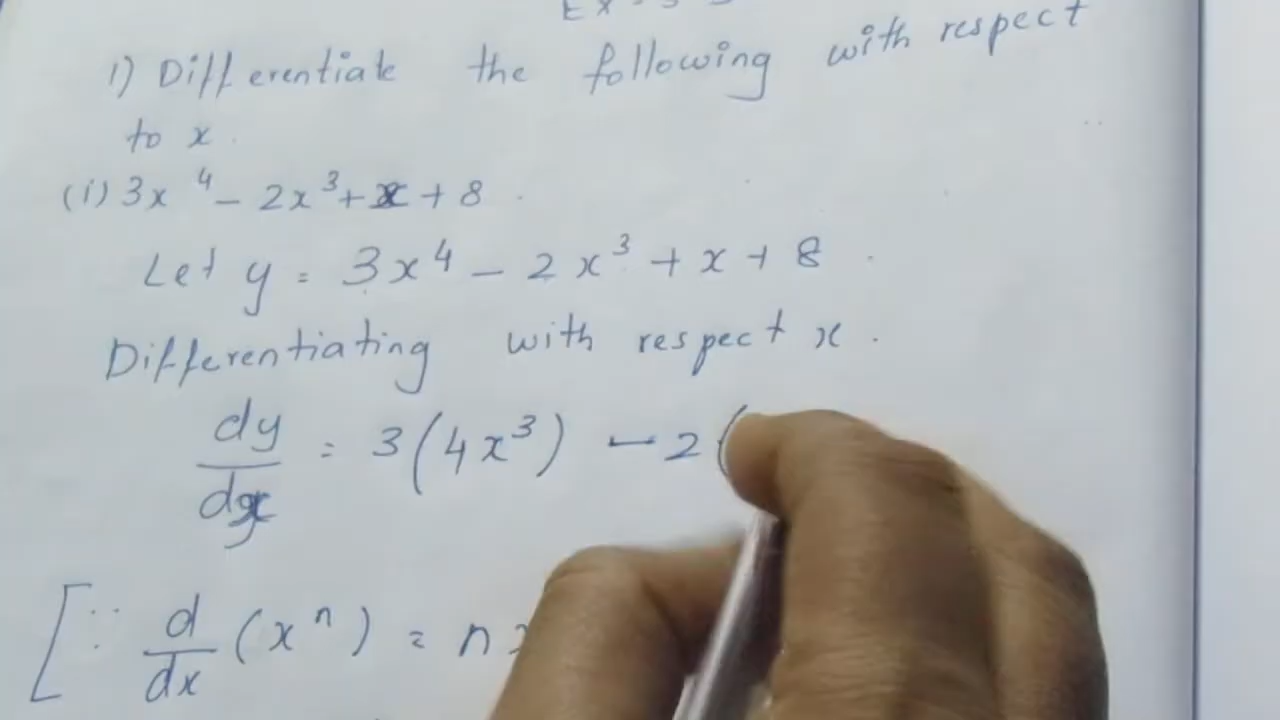 1) Differentiate the following with respect
to x.
(i) 3x⁴ - 2x³ + x + 8.
Let y = 3x⁴ - 2x³ + x + 8.
Differentiating with respect x.
dy/dx = 3(4x³) - 2(
[∵ d/dx (xⁿ) = n